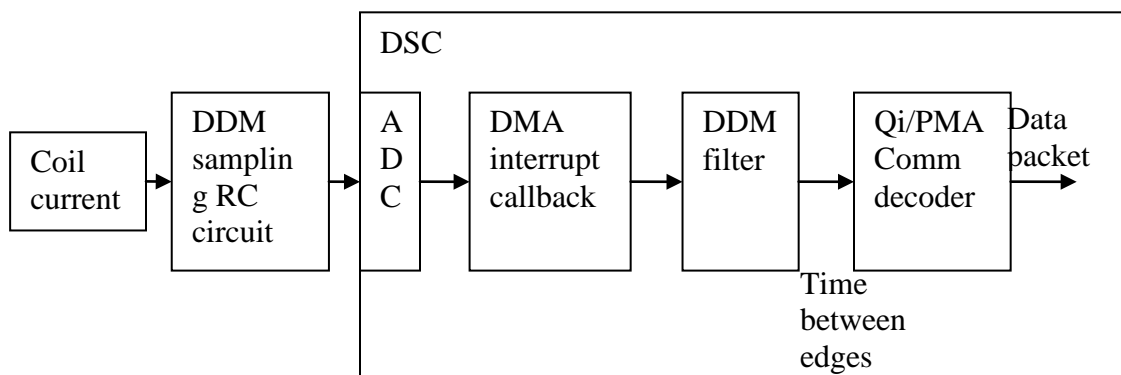 DSC
Coil
current
DDM
samplin
g RC
circuit
A
D
C
DMA
interrupt
callback
DDM
filter
Time
between
edges
Qi/PMA
Comm
decoder
Data
packet